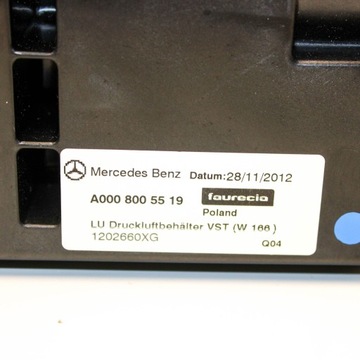 Mercedes Benz Datum:28/11/2012
A000 800 55 19 faurecia
Poland
LU Druckluftbehälter VST (W 166)
1202660XG Q04